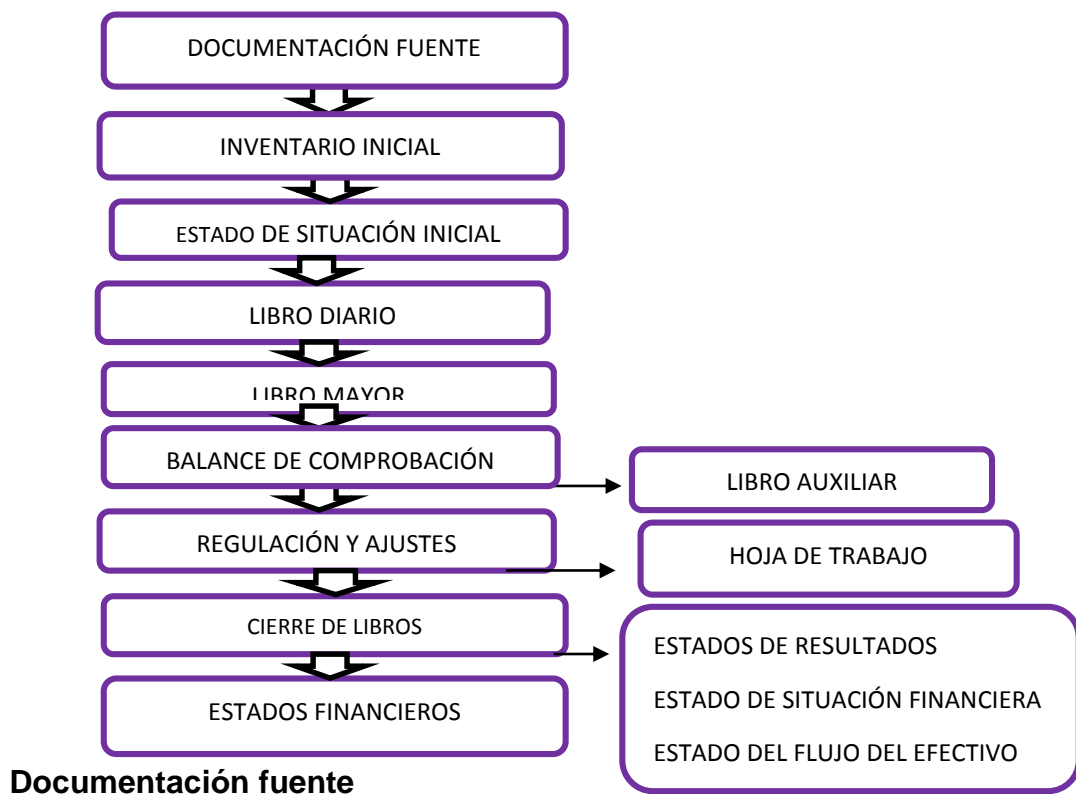 DOCUMENTACIÓN FUENTE
INVENTARIO INICIAL
ESTADO DE SITUACIÓN INICIAL
LIBRO DIARIO
LIBRO MAYOR
BALANCE DE COMPROBACIÓN
LIBRO AUXILIAR
REGULACIÓN Y AJUSTES
HOJA DE TRABAJO
CIERRE DE LIBROS
ESTADOS DE RESULTADOS
ESTADO DE SITUACIÓN FINANCIERA
ESTADO DEL FLUJO DEL EFECTIVO
ESTADOS FINANCIEROS
Documentación fuente